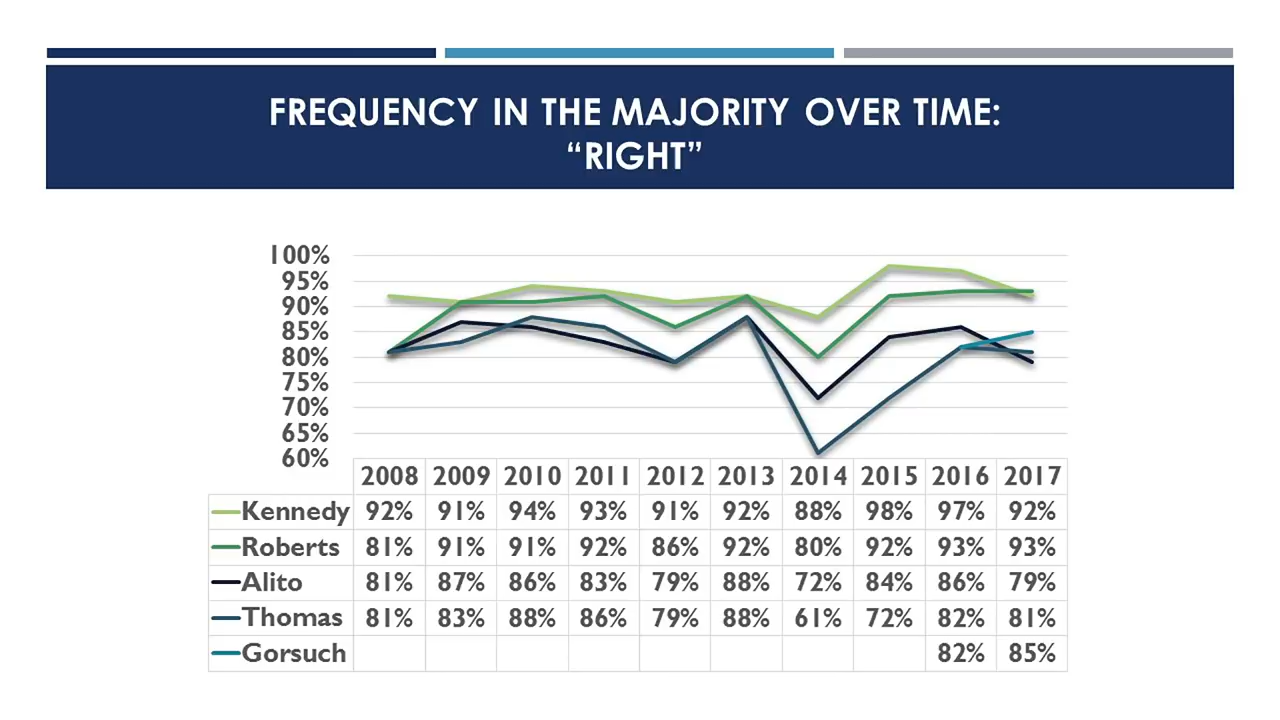 FREQUENCY IN THE MAJORITY OVER TIME:
“RIGHT”
100%
95%
90%
85%
80%
75%
70%
65%
60%
2008 2009 2010 2011 2012 2013 2014 2015 2016 2017
Kennedy 92% 91% 94% 93% 91% 92% 88% 98% 97% 92%
Roberts 81% 91% 91% 92% 86% 92% 80% 92% 93% 93%
Alito 81% 87% 86% 83% 79% 88% 72% 84% 86% 79%
Thomas 81% 83% 88% 86% 79% 88% 61% 72% 82% 81%
Gorsuch 82% 85%